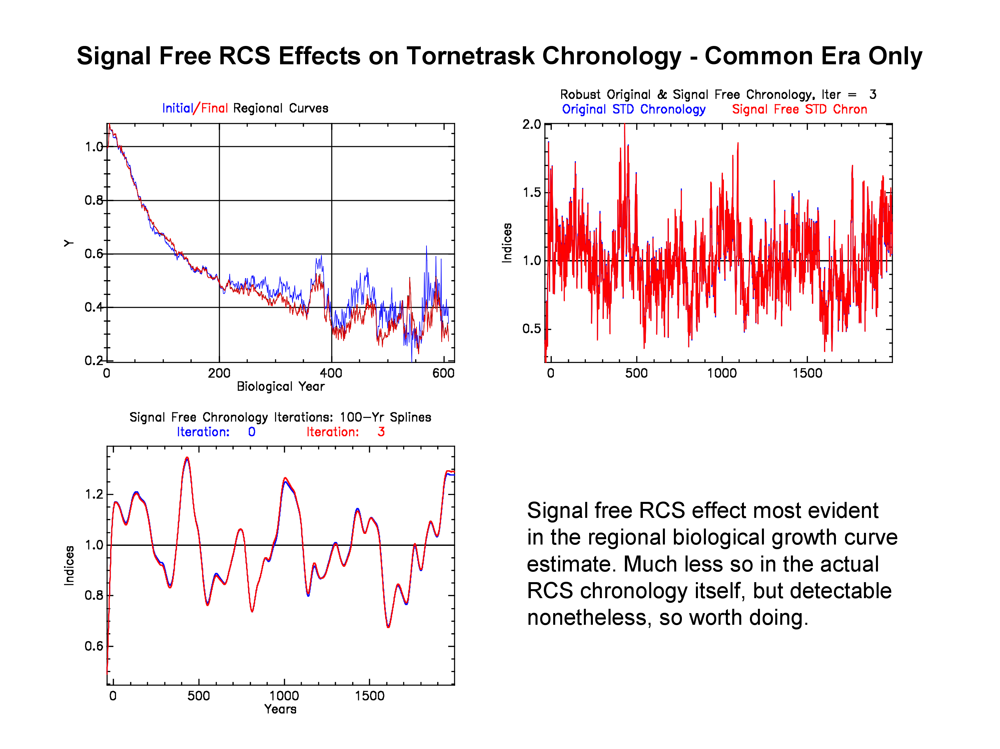 Signal Free RCS Effects on Tornetrask Chronology - Common Era Only
Initial/Final Regional Curves
1.0
0.8
0.6
0.4
0.2
Y
0 200 400 600
Biological Year
Robust Original & Signal Free Chronology, Iter = 3
Original STD Chronology Signal Free STD Chron
2.0
1.5
1.0
0.5
Indices
0 500 1000 1500
Signal Free Chronology Iterations: 100-Yr Splines
Iteration: 0 Iteration: 3
1.2
1.0
0.8
0.6
Indices
0 500 1000 1500
Years
Signal free RCS effect most evident
in the regional biological growth curve
estimate. Much less so in the actual
RCS chronology itself, but detectable
nonetheless, so worth doing.